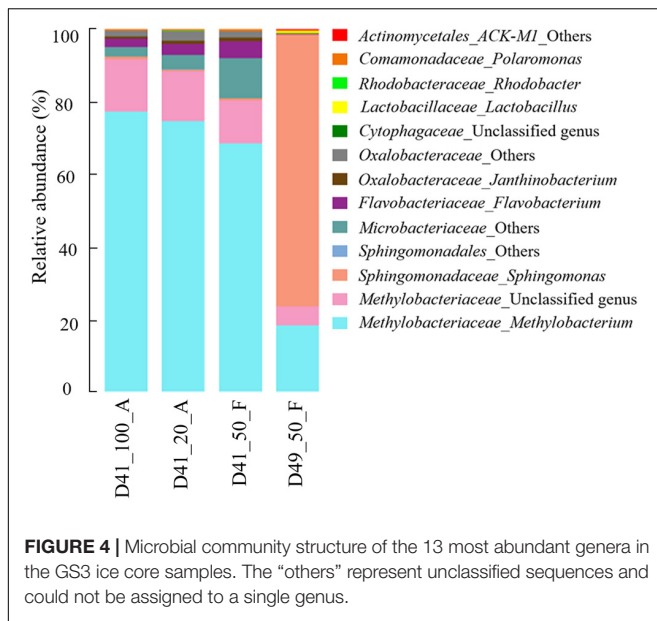 Relative abundance (%)
100
80
60
40
20
0
D41_100_A
D41_20_A
D41_50_F
D49_50_F
Actinomycetales_ACK-M1_Others
Comamonadaceae_Polaromonas
Rhodobacteraceae_Rhodobacter
Lactobacillaceae_Lactobacillus
Cytophagaceae_Unclassified genus
Oxalobacteraceae_Others
Oxalobacteraceae_Janthinobacterium
Flavobacteriaceae_Flavobacterium
Microbacteriaceae_Others
Sphingomonadales_Others
Sphingomonadaceae_Sphingomonas
Methylobacteriaceae_Unclassified genus
Methylobacteriaceae_Methylobacterium
FIGURE 4 | Microbial community structure of the 13 most abundant genera in
the GS3 ice core samples. The “others” represent unclassified sequences and
could not be assigned to a single genus.